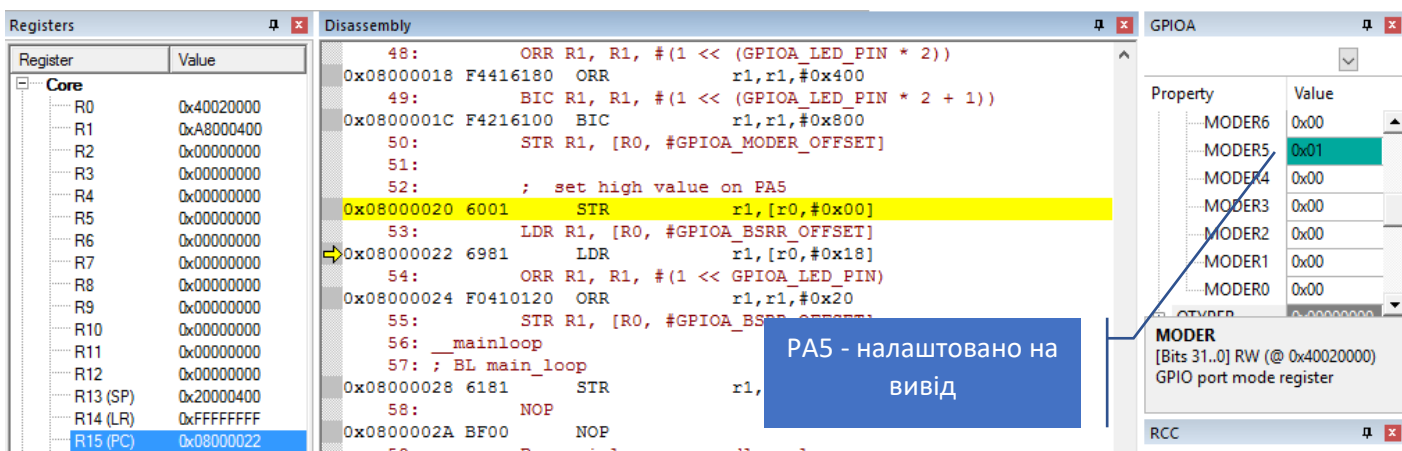 Registers
Register Value
Core
R0 0x40020000
R1 0xA8000400
R2 0x00000000
R3 0x00000000
R4 0x00000000
R5 0x00000000
R6 0x00000000
R7 0x00000000
R8 0x00000000
R9 0x00000000
R10 0x00000000
R11 0x00000000
R12 0x00000000
R13 (SP) 0x20000400
R14 (LR) 0xFFFFFFFF
R15 (PC) 0x08000022
Disassembly
48: ORR R1, R1, #(1 << (GPIOA_LED_PIN * 2))
0x08000018 F4416180 ORR r1,r1,#0x400
49: BIC R1, R1, #(1 << (GPIOA_LED_PIN * 2 + 1))
0x0800001C F4216100 BIC r1,r1,#0x800
50: STR R1, [R0, #GPIOA_MODER_OFFSET]
51:
52: ; set high value on PA5
0x08000020 6001 STR r1,[r0,#0x00]
53: LDR R1, [R0, #GPIOA_BSRR_OFFSET]
0x08000022 6981 LDR r1,[r0,#0x18]
54: ORR R1, R1, #(1 << GPIOA_LED_PIN)
0x08000024 F0410120 ORR r1,r1,#0x20
55: STR R1, [R0, #GPIOA_BSRR_OFFSET]
56: __mainloop
57: ; BL main_loop
0x08000028 6181 STR r1,
58: NOP
0x0800002A BF00 NOP
PA5 - налаштовано на
вивід
GPIOA
Property Value
MODER6 0x00
MODER5 0x01
MODER4 0x00
MODER3 0x00
MODER2 0x00
MODER1 0x00
MODER0 0x00
OTYPER 0x00000000
MODER
[Bits 31..0] RW (@ 0x40020000)
GPIO port mode register
RCC